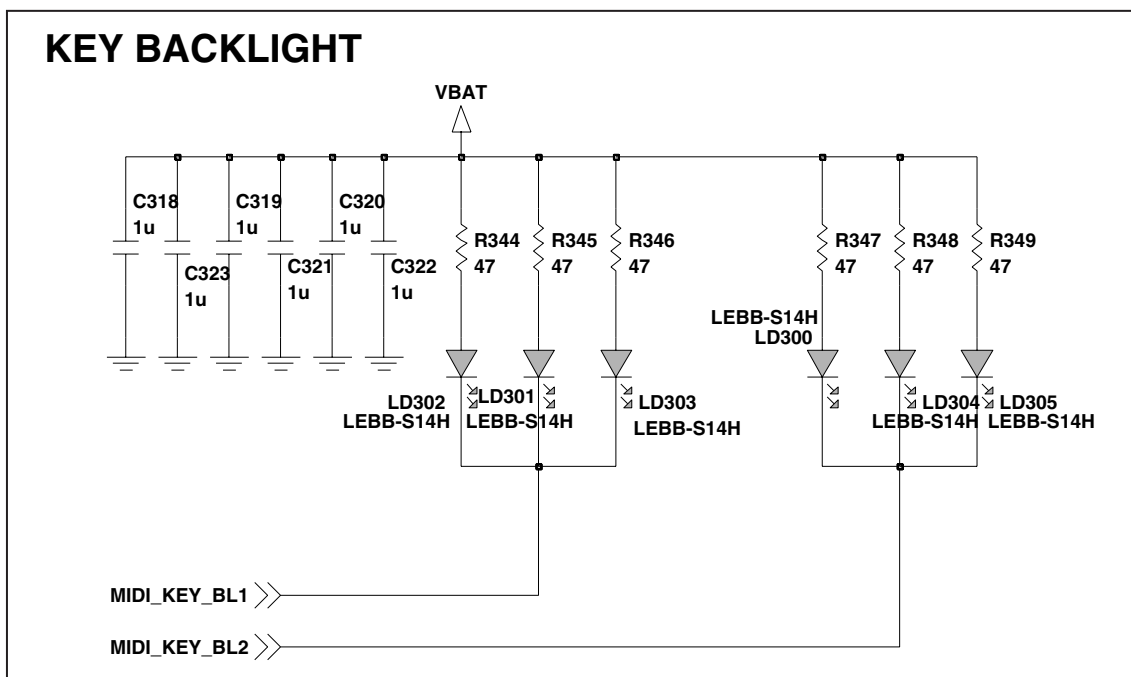 KEY BACKLIGHT
VBAT
C318
1u
C319
1u
C320
1u
C323
1u
C321
1u
C322
1u
R344
47
R345
47
R346
47
R347
47
R348
47
R349
47
LEBB-S14H
LD300
LD302
LEBB-S14H
LD301
LEBB-S14H
LD303
LEBB-S14H
LD304
LEBB-S14H
LD305
LEBB-S14H
MIDI_KEY_BL1
MIDI_KEY_BL2